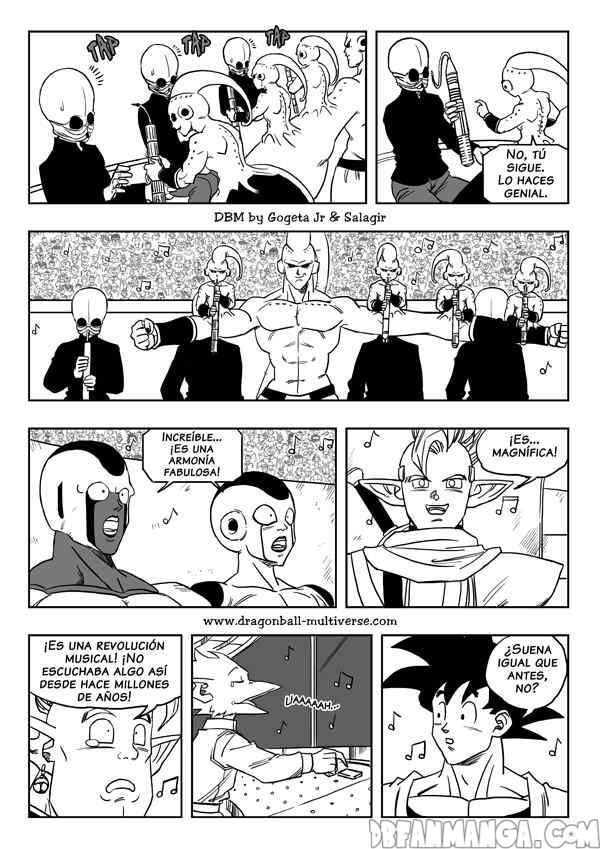 TAP
TAP
TAP
NO, TÚ
SIGUE.
LO HACES
GENIAL.
DBM by Gogeta Jr & Salagir
INCREÍBLE...
¡ES UNA
ARMONÍA
FABULOSA!
¡ES...
MAGNÍFICA!
www.dragonball-multiverse.com
¡ES UNA REVOLUCIÓN
MUSICAL! ¡NO
ESCUCHABA ALGO ASÍ
DESDE HACE MILLONES
DE AÑOS!
UAAAAAH...
¿SUENA
IGUAL QUE
ANTES,
NO?
DBFANMANGA.COM